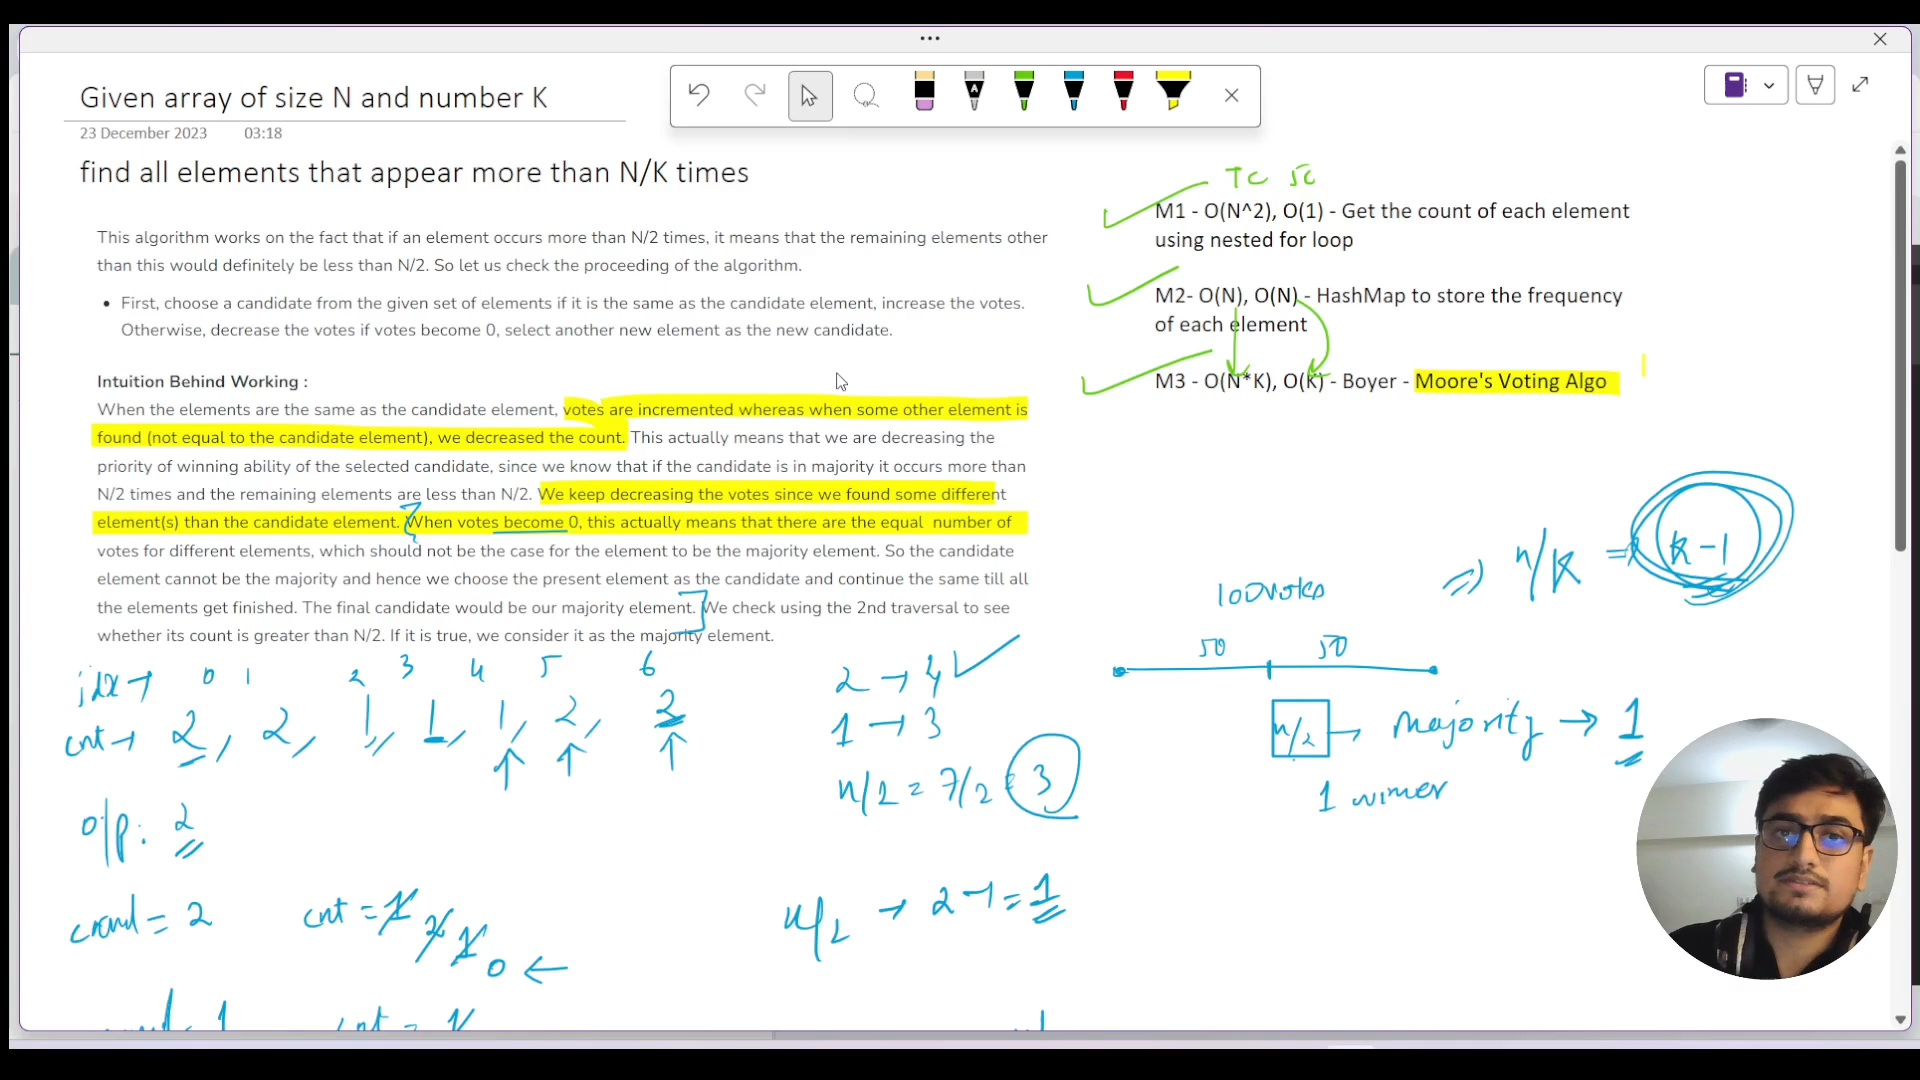 Given array of size N and number K
23 December 2023 03:18
find all elements that appear more than N/K times
This algorithm works on the fact that if an element occurs more than N/2 times, it means that the remaining elements other
than this would definitely be less than N/2. So let us check the proceeding of the algorithm.
• First, choose a candidate from the given set of elements if it is the same as the candidate element, increase the votes.
Otherwise, decrease the votes if votes become 0, select another new element as the new candidate.
Intuition Behind Working :
When the elements are the same as the candidate element, votes are incremented whereas when some other element is
found (not equal to the candidate element), we decreased the count. This actually means that we are decreasing the
priority of winning ability of the selected candidate, since we know that if the candidate is in majority it occurs more than
N/2 times and the remaining elements are less than N/2. We keep decreasing the votes since we found some different
element(s) than the candidate element. When votes become 0, this actually means that there are the equal number of
votes for different elements, which should not be the case for the element to be the majority element. So the candidate
element cannot be the majority and hence we choose the present element as the candidate and continue the same till all
the elements get finished. The final candidate would be our majority element. We check using the 2nd traversal to see
whether its count is greater than N/2. If it is true, we consider it as the majority element.
TC SC
M1 - O(N^2), O(1) - Get the count of each element
using nested for loop
M2- O(N), O(N) - HashMap to store the frequency
of each element
M3 - O(N*K), O(K) - Boyer - Moore's Voting Algo
⇒ n/k ⇒ k-1
100 votes
50 50
n/2 → majority → 1
1 winner
idx → 0 1 2 3 4 5 6
cnt → 2, 2, 1, 1, 1, 2, 2
o/p: 2
2 → 4
1 → 3
n/2 = 7/2 = 3
cand = 2 cnt = 1 2 1 0 ←
n/2 → 2-1 = 1